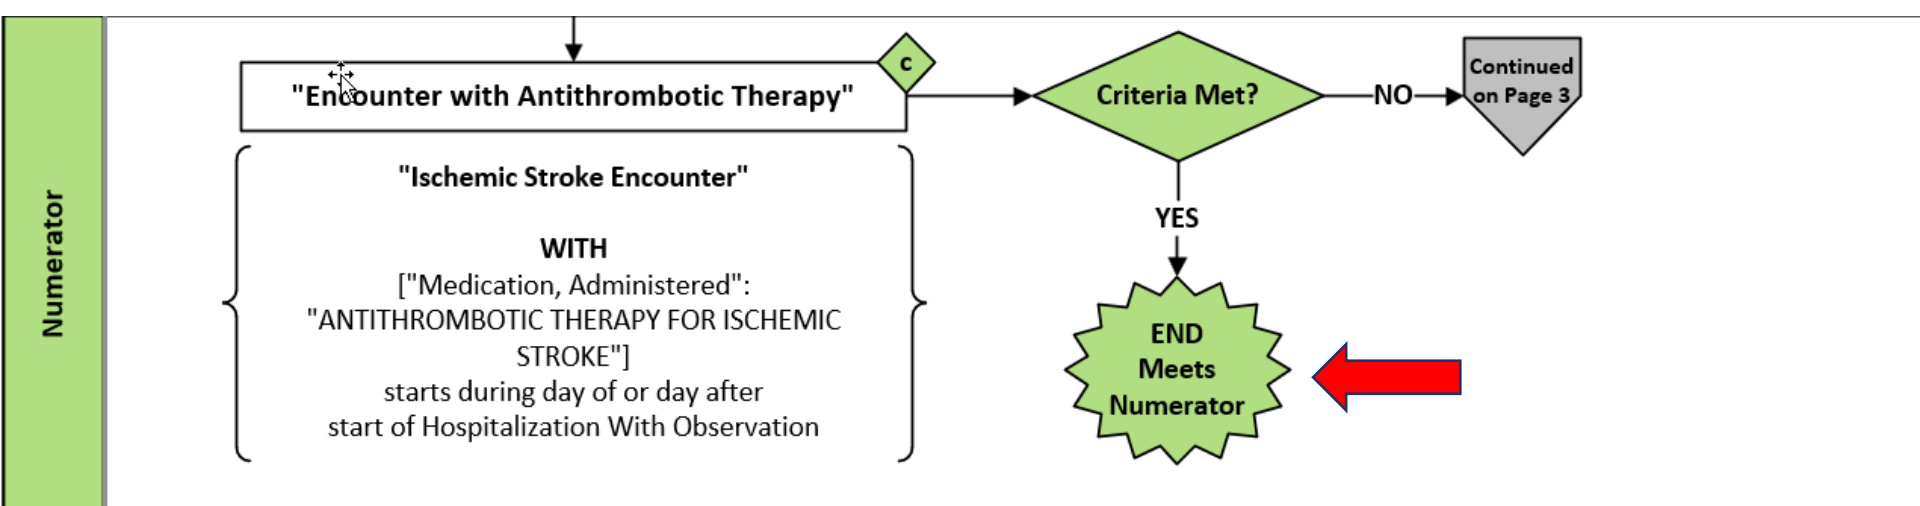 Numerator
"Encounter with Antithrombotic Therapy"
c
"Ischemic Stroke Encounter"
WITH
["Medication, Administered":
"ANTITHROMBOTIC THERAPY FOR ISCHEMIC
STROKE"]
starts during day of or day after
start of Hospitalization With Observation
Criteria Met?
NO
Continued
on Page 3
YES
END
Meets
Numerator